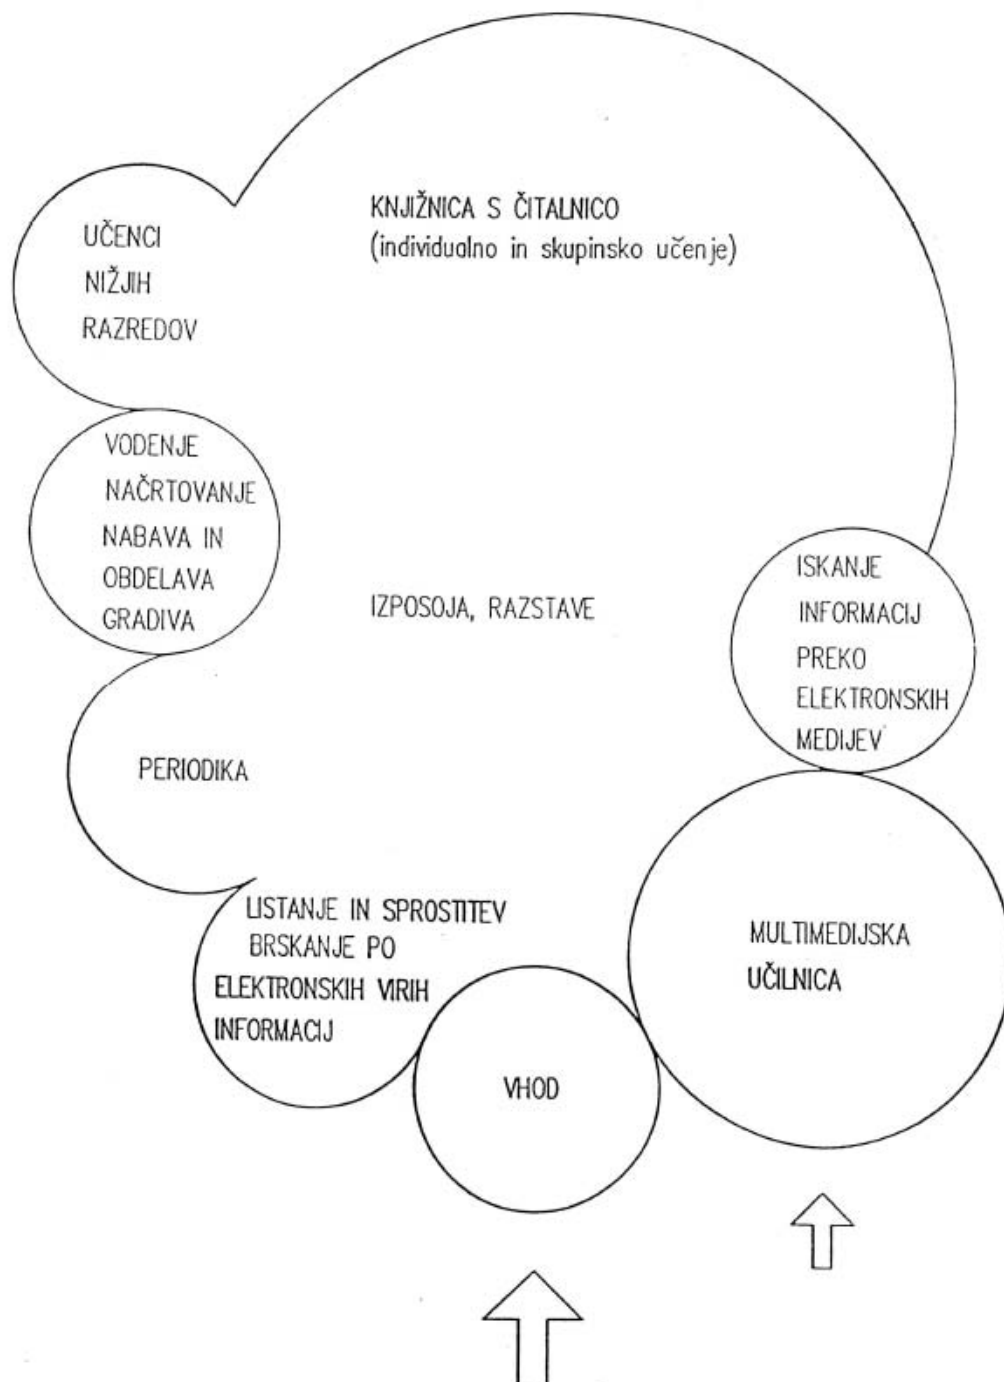 KNJIŽNICA S ČITALNICO
(individualno in skupinsko učenje)
UČENCI
NIŽJIH
RAZREDOV
VODENJE
NAČRTOVANJE
NABAVA IN
OBDELAVA
GRADIVA
IZPOSOJA, RAZSTAVE
ISKANJE
INFORMACIJ
PREKO
ELEKTRONSKIH
MEDIJEV
PERIODIKA
LISTANJE IN SPROSTITEV
BRSKANJE PO
ELEKTRONSKIH VIRIH
INFORMACIJ
MULTIMEDIJSKA
UČILNICA
VHOD